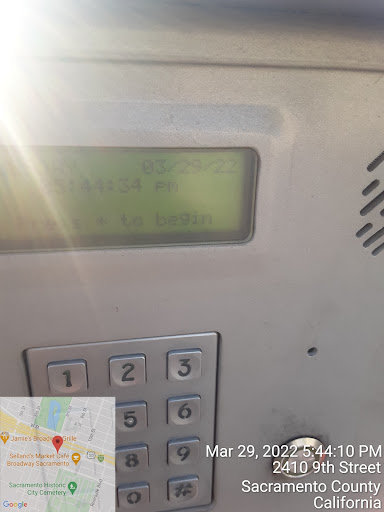 03/29/22
5:44:34 PM
Press * to begin
1 2 3
5 6
8 9
0 #
Jamie's Broadway Grille
Selland's Market Cafe
Broadway Sacramento
Sacramento Historic
City Cemetery
Google
Mar 29, 2022 5:44:10 PM
2410 9th Street
Sacramento County
California